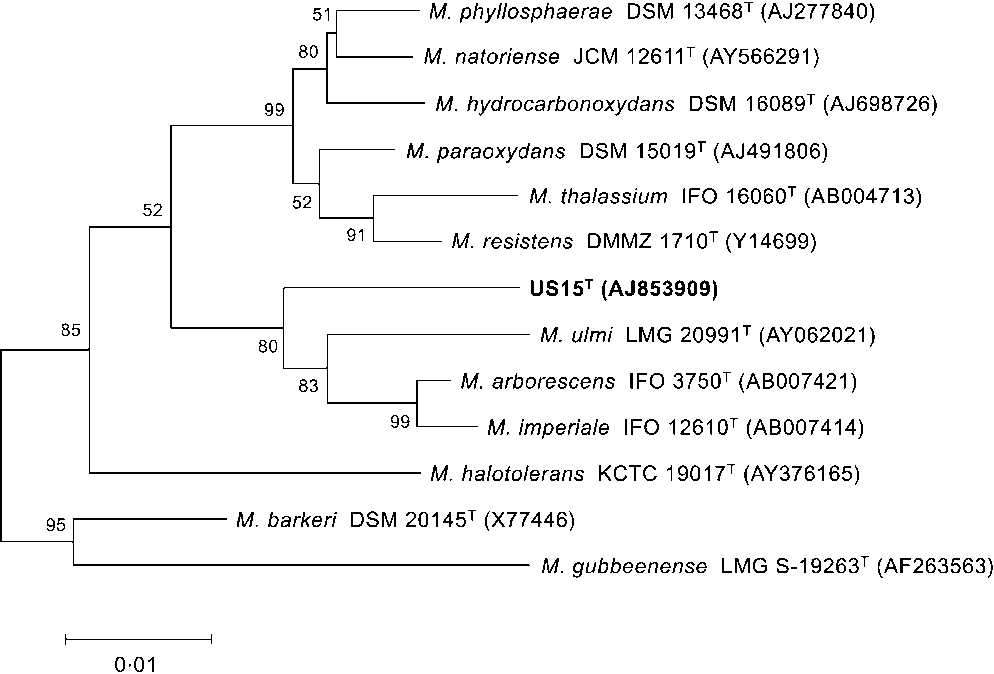 51
M. phyllosphaerae DSM 13468ᵀ (AJ277840)
80
M. natoriense JCM 12611ᵀ (AY566291)
99
M. hydrocarbonoxydans DSM 16089ᵀ (AJ698726)
M. paraoxydans DSM 15019ᵀ (AJ491806)
52
M. thalassium IFO 16060ᵀ (AB004713)
52
91
M. resistens DMMZ 1710ᵀ (Y14699)
US15ᵀ (AJ853909)
85
80
M. ulmi LMG 20991ᵀ (AY062021)
83
M. arborescens IFO 3750ᵀ (AB007421)
99
M. imperiale IFO 12610ᵀ (AB007414)
M. halotolerans KCTC 19017ᵀ (AY376165)
95
M. barkeri DSM 20145ᵀ (X77446)
M. gubbeenense LMG S-19263ᵀ (AF263563)
0·01